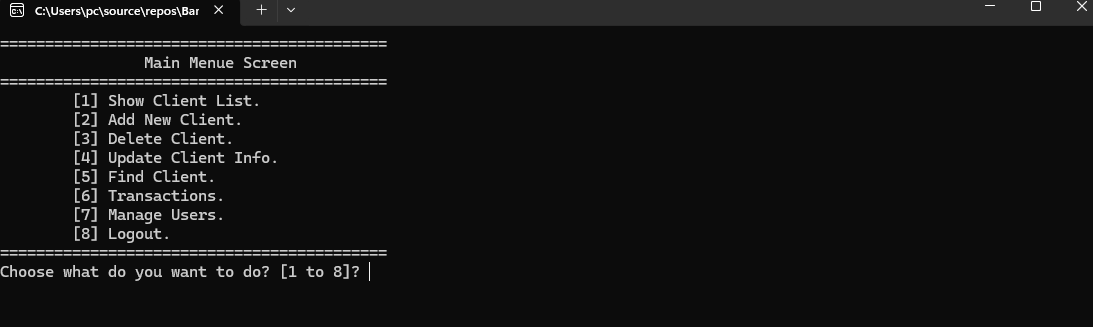 C:\Users\pc\source\repos\Bar
==========================================
Main Menue Screen
==========================================
[1] Show Client List.
[2] Add New Client.
[3] Delete Client.
[4] Update Client Info.
[5] Find Client.
[6] Transactions.
[7] Manage Users.
[8] Logout.
==========================================
Choose what do you want to do? [1 to 8]?